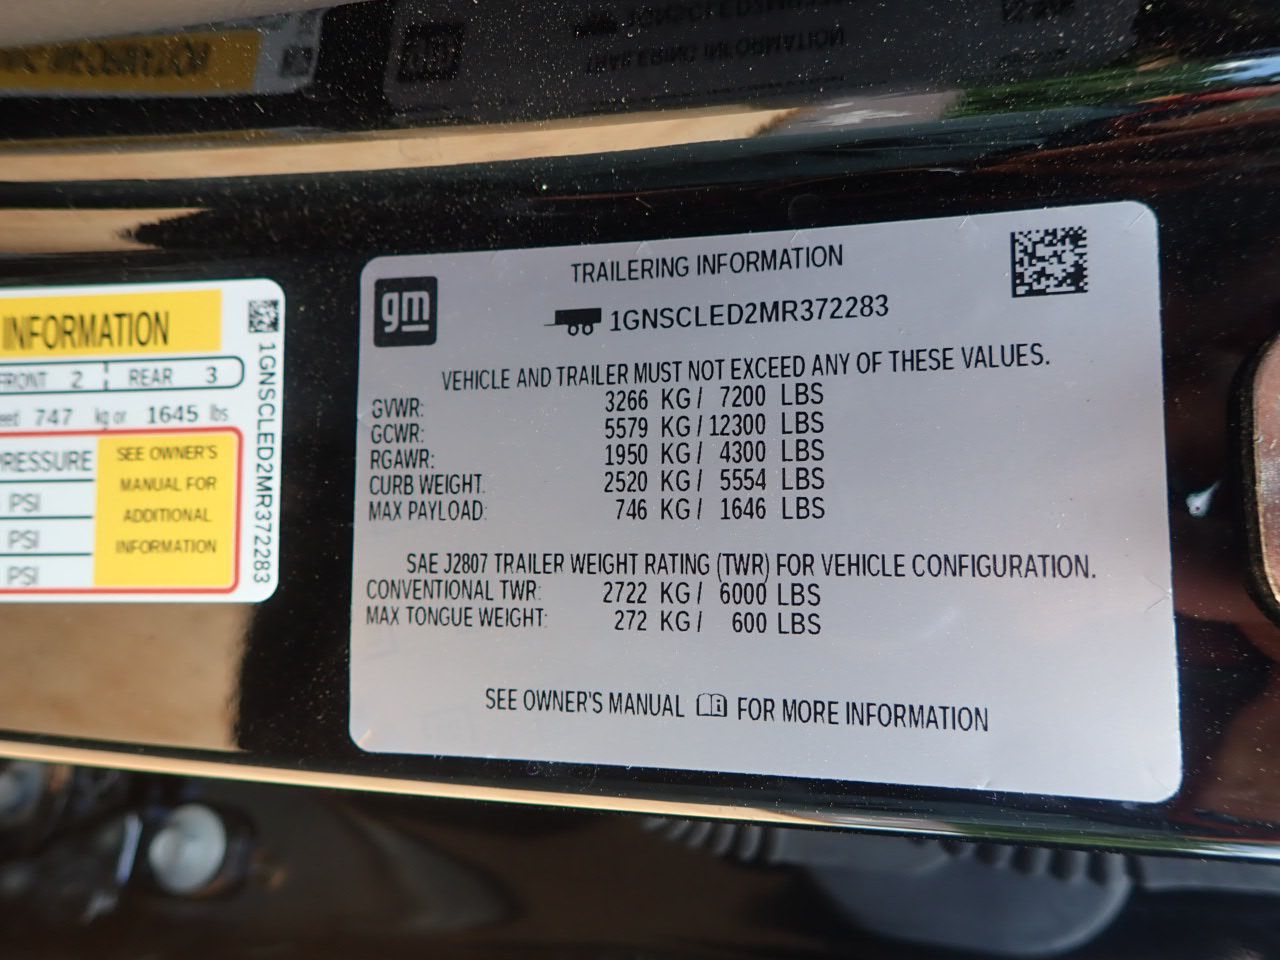 INFORMATION
FRONT 2 REAR 3
747 kg or 1645 lbs
PRESSURE
PSI
PSI
PSI
SEE OWNER'S
MANUAL FOR
ADDITIONAL
INFORMATION
1GNSCLED2MR372283
gm
TRAILERING INFORMATION
1GNSCLED2MR372283
VEHICLE AND TRAILER MUST NOT EXCEED ANY OF THESE VALUES.
GVWR: 3266 KG/ 7200 LBS
GCWR: 5579 KG/12300 LBS
RGAWR: 1950 KG/ 4300 LBS
CURB WEIGHT: 2520 KG/ 5554 LBS
MAX PAYLOAD: 746 KG/ 1646 LBS
SAE J2807 TRAILER WEIGHT RATING (TWR) FOR VEHICLE CONFIGURATION.
CONVENTIONAL TWR: 2722 KG/ 6000 LBS
MAX TONGUE WEIGHT: 272 KG/ 600 LBS
SEE OWNER'S MANUAL FOR MORE INFORMATION